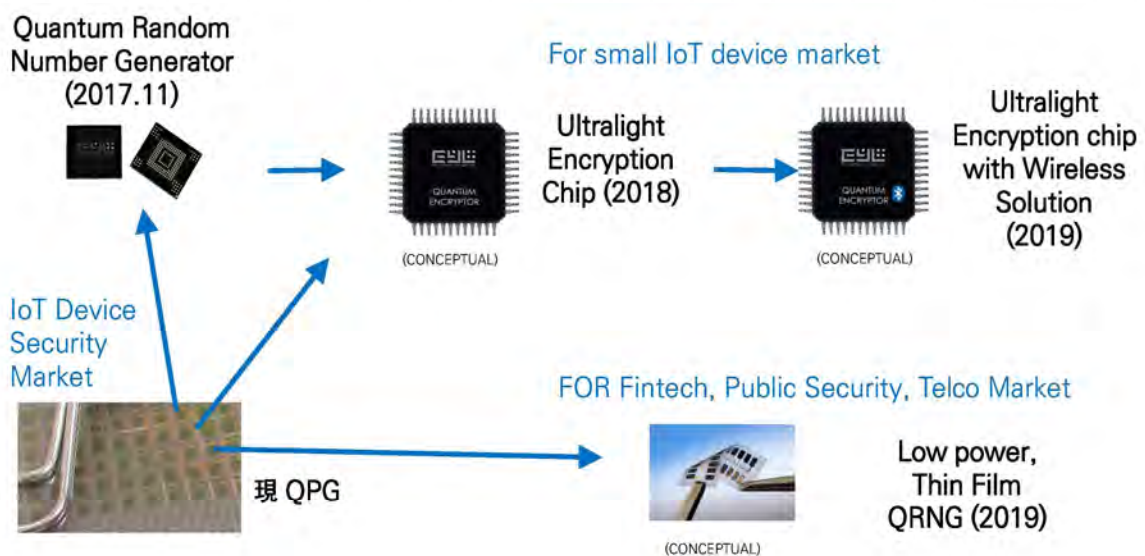 Quantum Random
Number Generator
(2017.11)
For small IoT device market
EYL
QUANTUM
ENCRYPTOR
(CONCEPTUAL)
Ultralight
Encryption
Chip (2018)
EYL
QUANTUM
ENCRYPTOR
(CONCEPTUAL)
Ultralight
Encryption chip
with Wireless
Solution
(2019)
IoT Device
Security
Market
現 QPG
FOR Fintech, Public Security, Telco Market
Low power,
Thin Film
QRNG (2019)
(CONCEPTUAL)